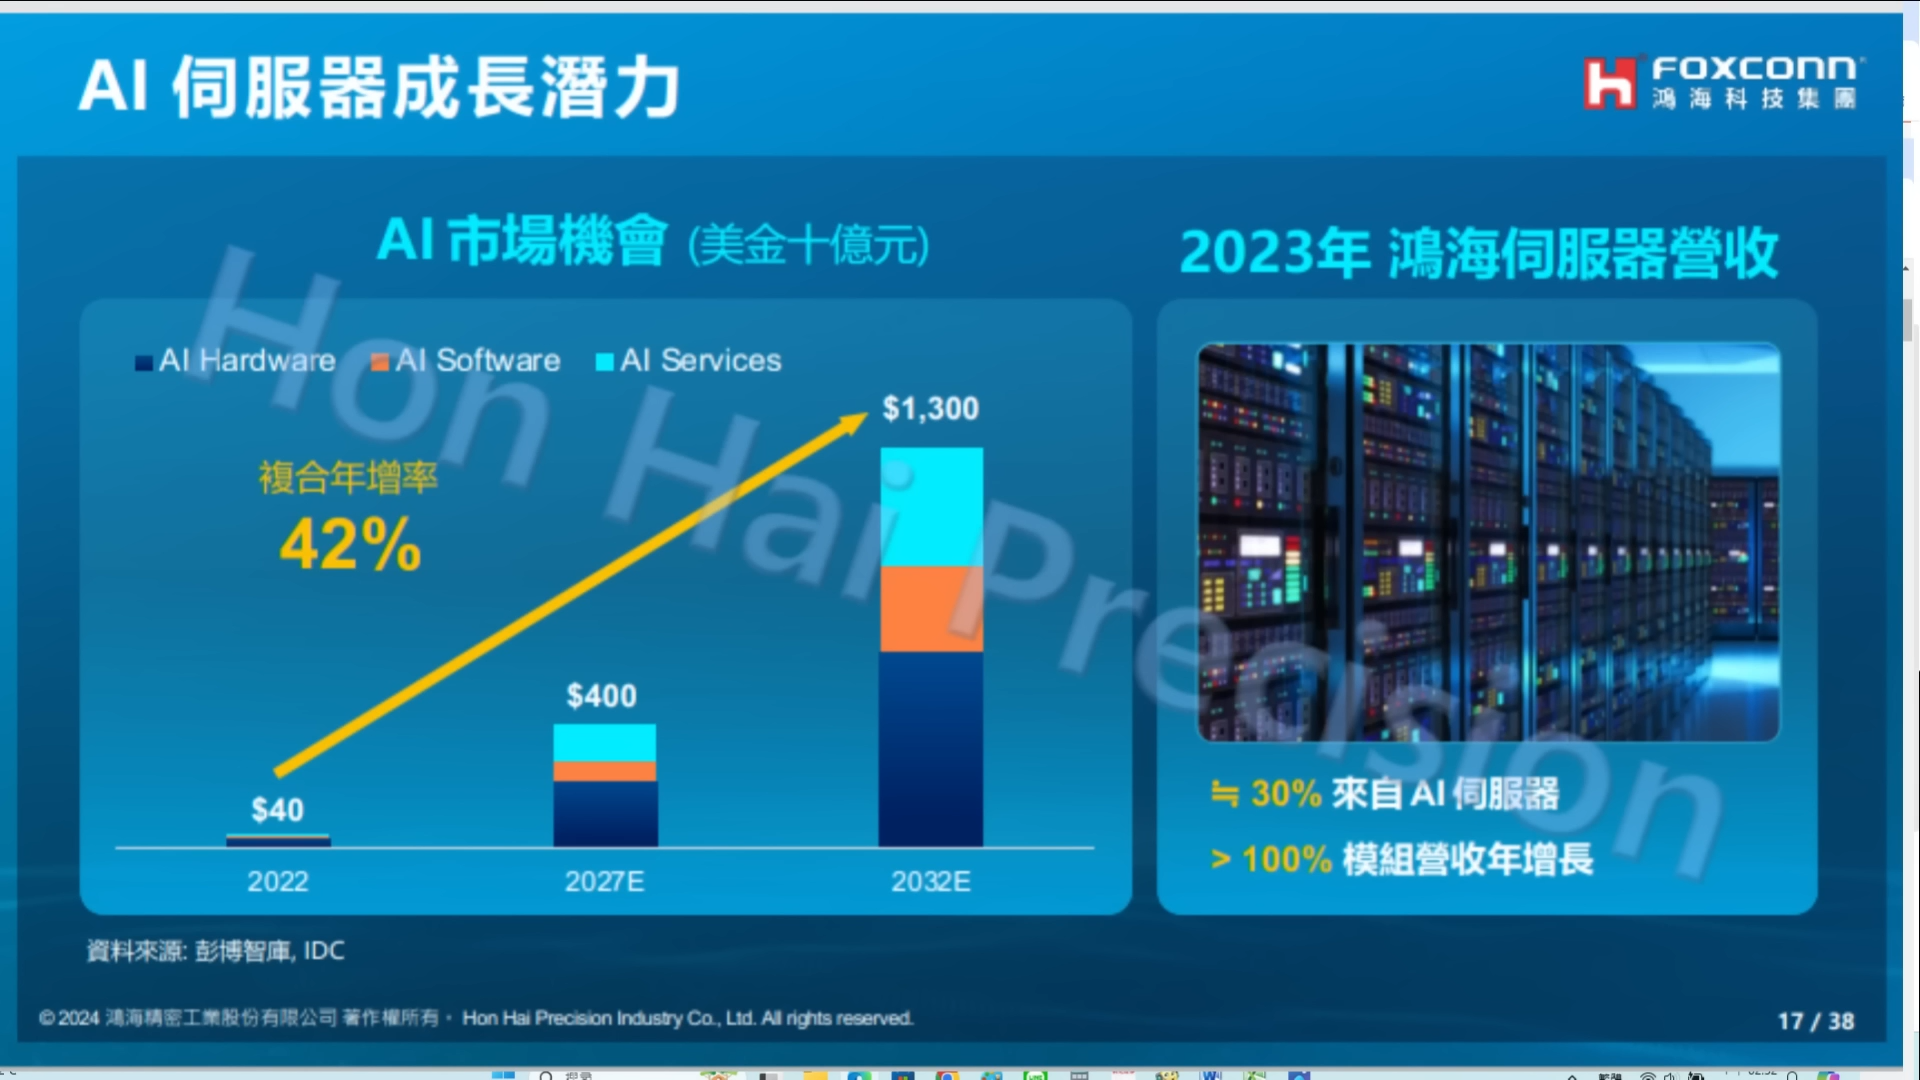 AI 伺服器成長潛力
FOXCONN
鴻海科技集團
AI 市場機會 (美金十億元)
AI Hardware AI Software AI Services
複合年增率
42%
$1,300
$400
$40
2022 2027E 2032E
2023年 鴻海伺服器營收
≒ 30% 來自 AI 伺服器
> 100% 模組營收年增長
Hon Hai Precision
資料來源: 彭博智庫, IDC
© 2024 鴻海精密工業股份有限公司 著作權所有。 Hon Hai Precision Industry Co., Ltd. All rights reserved.
17 / 38